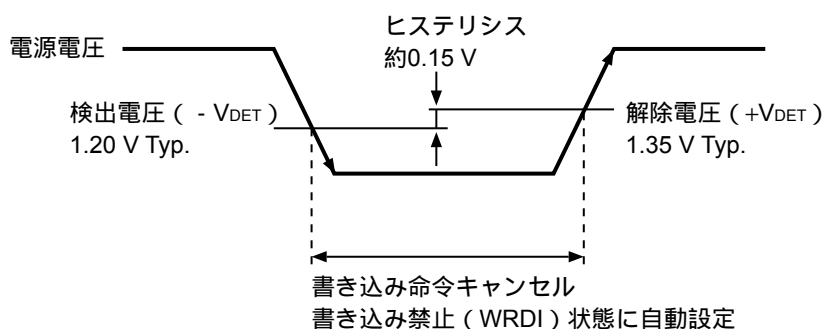 ヒステリシス
約0.15 V
電源電圧
検出電圧 ( - VDET )
1.20 V Typ.
解除電圧 ( +VDET )
1.35 V Typ.
書き込み命令キャンセル
書き込み禁止 ( WRDI ) 状態に自動設定